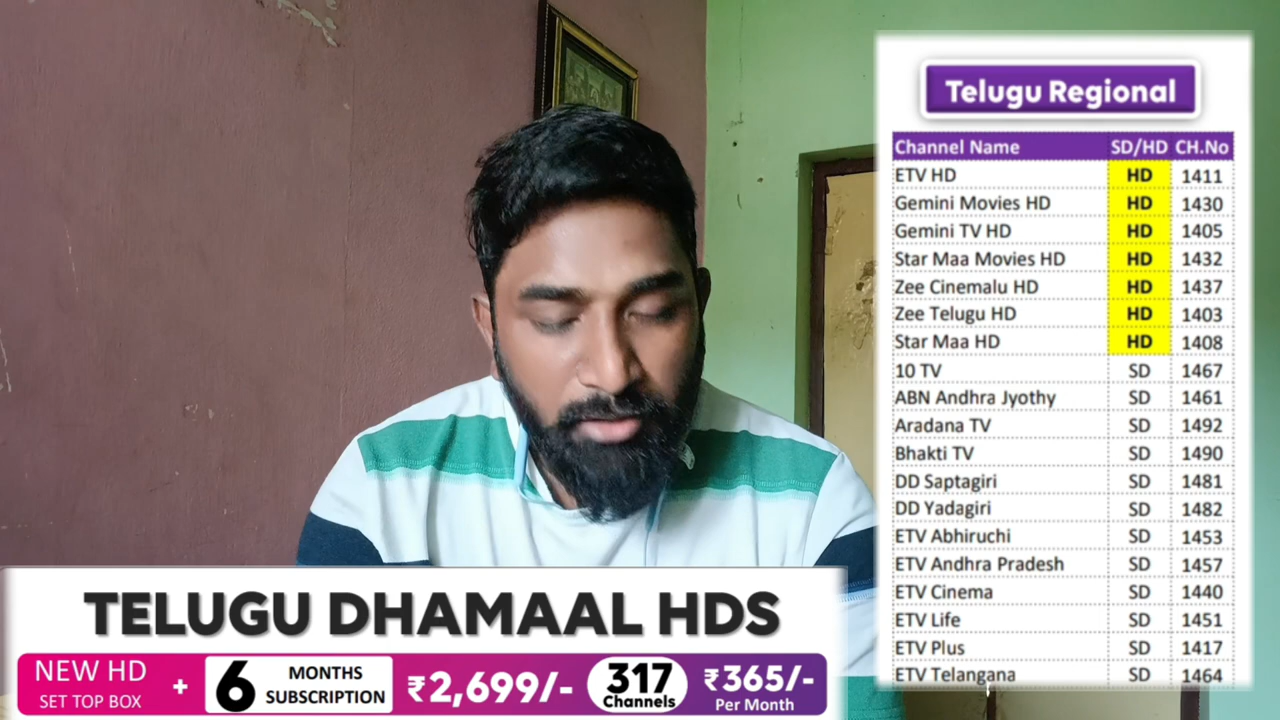 Telugu Regional
Channel Name SD/HD CH.No
ETV HD HD 1411
Gemini Movies HD HD 1430
Gemini TV HD HD 1405
Star Maa Movies HD HD 1432
Zee Cinemalu HD HD 1437
Zee Telugu HD HD 1403
Star Maa HD HD 1408
10 TV SD 1467
ABN Andhra Jyothy SD 1461
Aradana TV SD 1492
Bhakti TV SD 1490
DD Saptagiri SD 1481
DD Yadagiri SD 1482
ETV Abhiruchi SD 1453
ETV Andhra Pradesh SD 1457
ETV Cinema SD 1440
ETV Life SD 1451
ETV Plus SD 1417
ETV Telangana SD 1464
TELUGU DHAMAAL HDS
NEW HD
SET TOP BOX
+
6
MONTHS
SUBSCRIPTION
₹2,699/-
317
Channels
₹365/-
Per Month